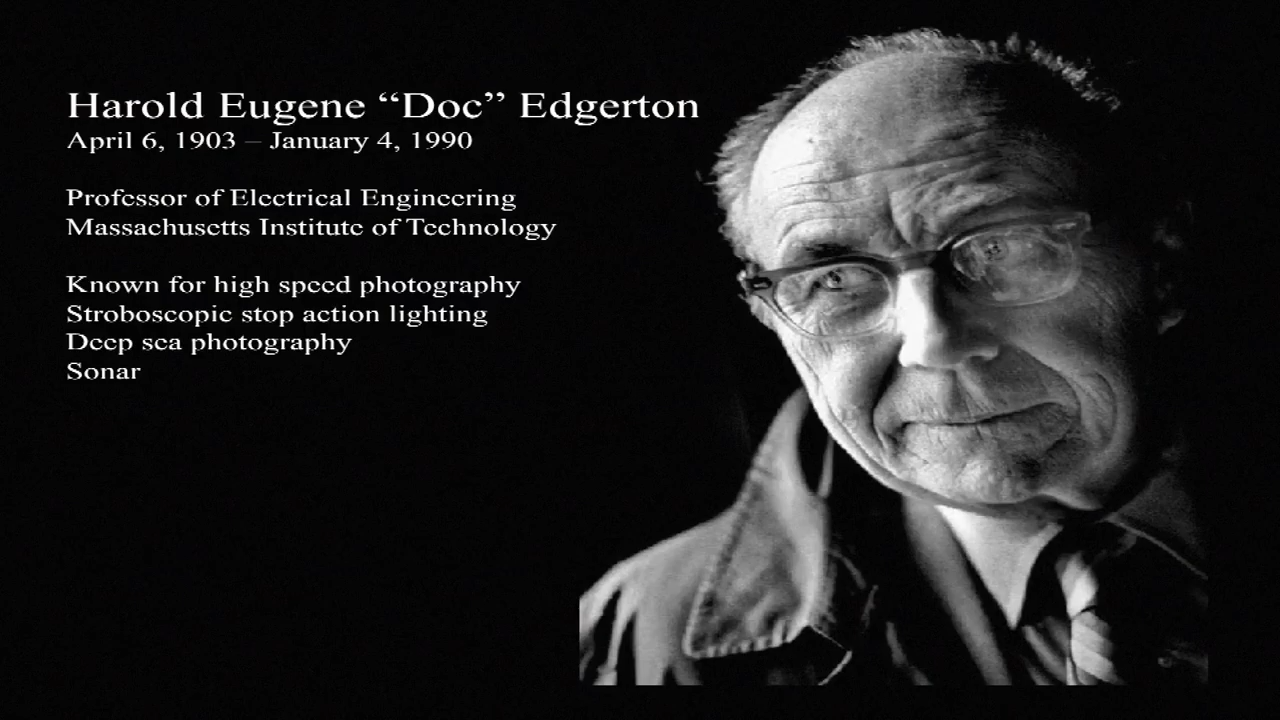 Harold Eugene “Doc” Edgerton
April 6, 1903 – January 4, 1990
Professor of Electrical Engineering
Massachusetts Institute of Technology
Known for high speed photography
Stroboscopic stop action lighting
Deep sea photography
Sonar